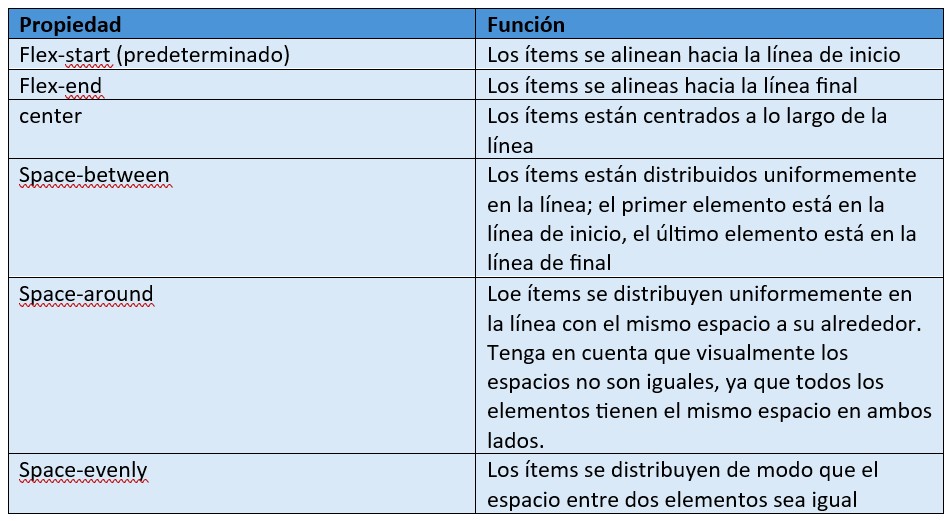 Propiedad
Función
Flex-start (predeterminado)
Los ítems se alinean hacia la línea de inicio
Flex-end
Los ítems se alineas hacia la línea final
center
Los ítems están centrados a lo largo de la
línea
Space-between
Los ítems están distribuidos uniformemente
en la línea; el primer elemento está en la
línea de inicio, el último elemento está en la
línea de final
Space-around
Loe ítems se distribuyen uniformemente en
la línea con el mismo espacio a su alrededor.
Tenga en cuenta que visualmente los
espacios no son iguales, ya que todos los
elementos tienen el mismo espacio en ambos
lados.
Space-evenly
Los ítems se distribuyen de modo que el
espacio entre dos elementos sea igual